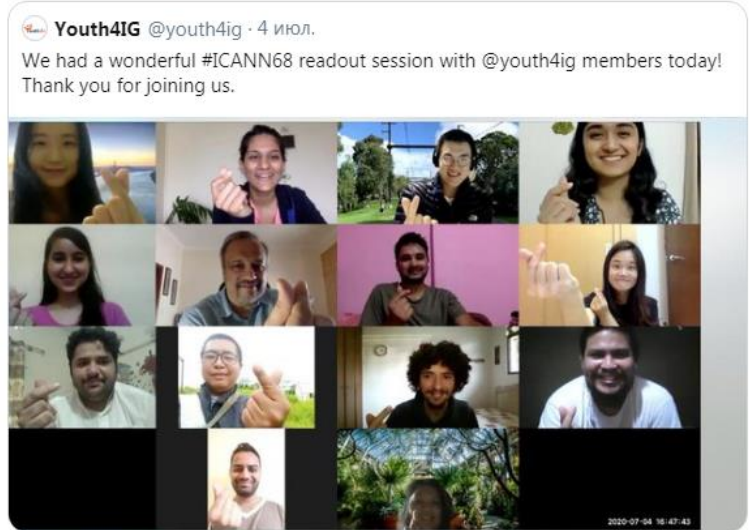 Youth4IG @youth4ig · 4 июл.
We had a wonderful #ICANN68 readout session with @youth4ig members today!
Thank you for joining us.
2020-07-04 16:47:43